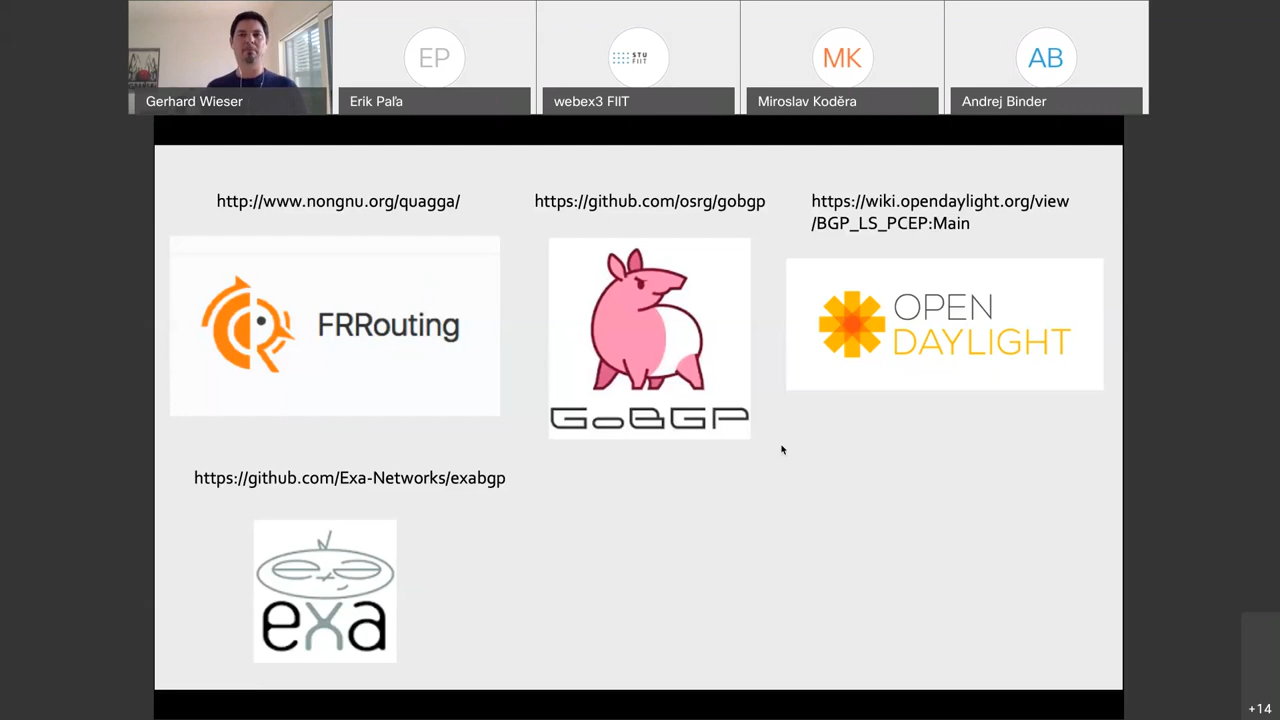 EP
STU
FIIT
MK
AB
Gerhard Wieser
Erik Paľa
webex3 FIIT
Miroslav Koděra
Andrej Binder
http://www.nongnu.org/quagga/
https://github.com/osrg/gobgp
https://wiki.opendaylight.org/view
/BGP_LS_PCEP:Main
FRRouting
GoBGP
OPEN
DAYLIGHT
https://github.com/Exa-Networks/exabgp
exa
+14